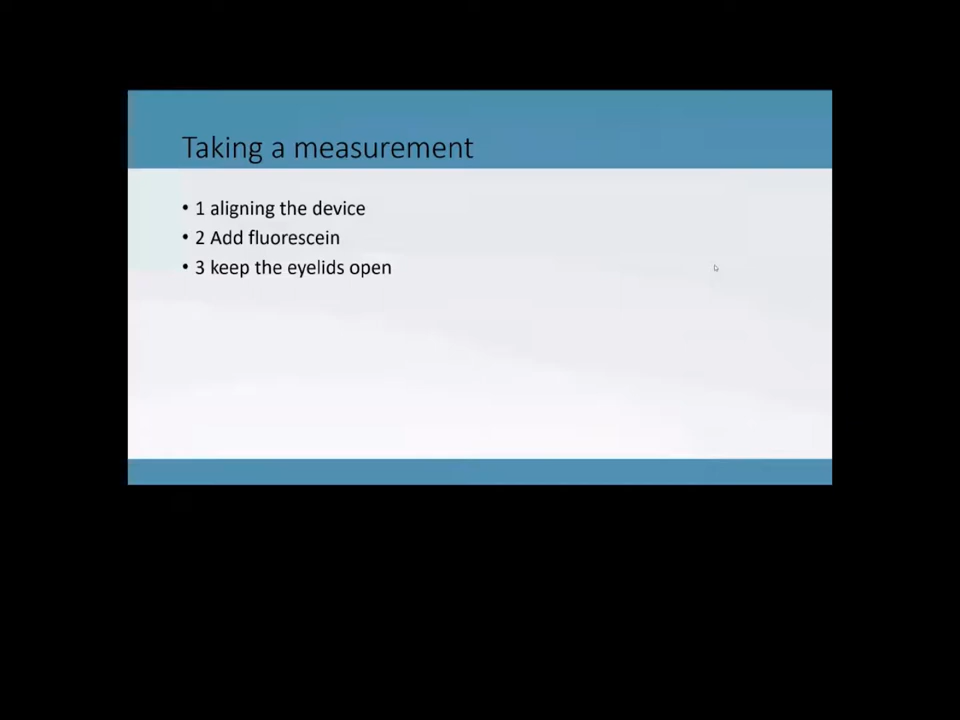 Taking a measurement
• 1 aligning the device
• 2 Add fluorescein
• 3 keep the eyelids open